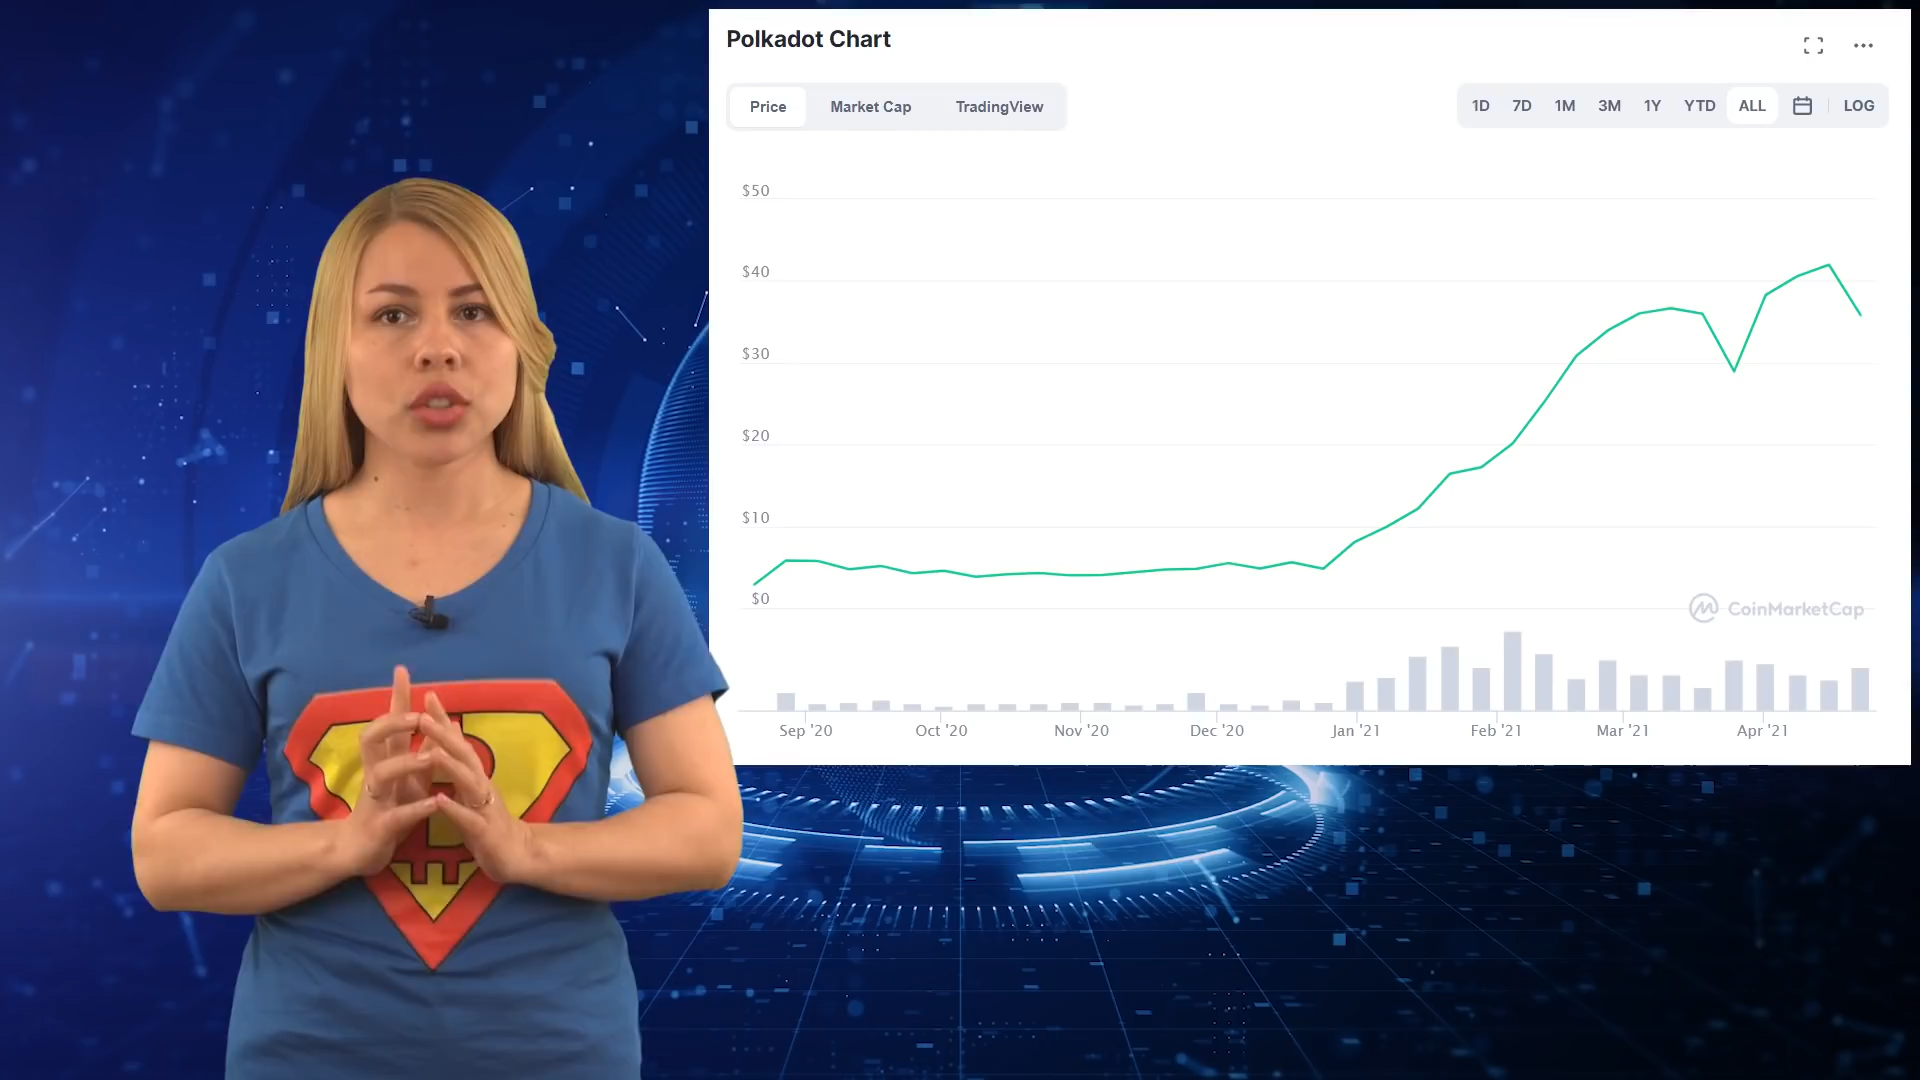 Polkadot Chart
Price Market Cap TradingView
1D 7D 1M 3M 1Y YTD ALL LOG
$50
$40
$30
$20
$10
$0
CoinMarketCap
Sep '20 Oct '20 Nov '20 Dec '20 Jan '21 Feb '21 Mar '21 Apr '21